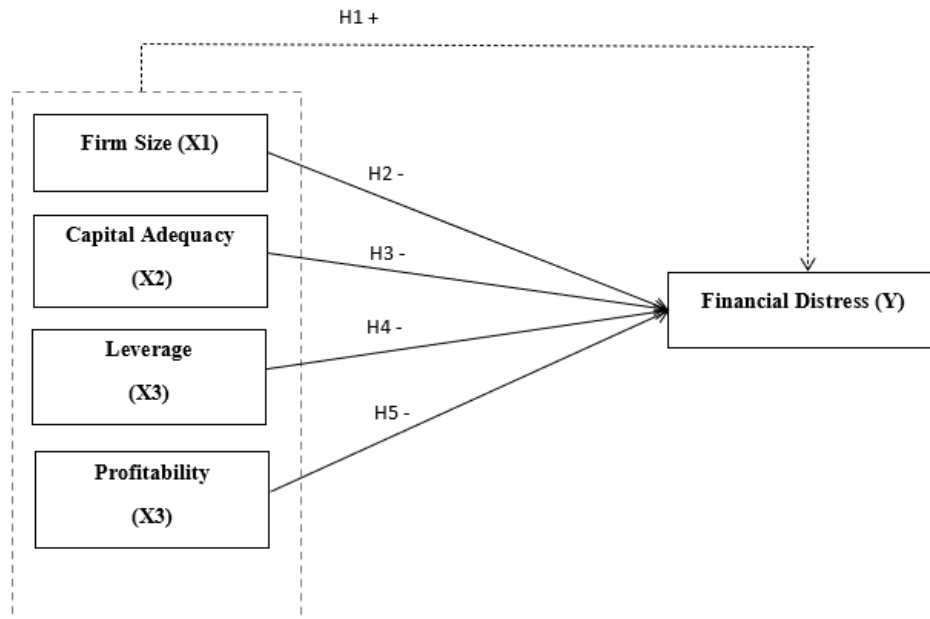 H1 +
Firm Size (X1)
H2 -
Capital Adequacy
(X2)
H3 -
Financial Distress (Y)
Leverage
(X3)
H4 -
H5 -
Profitability
(X3)